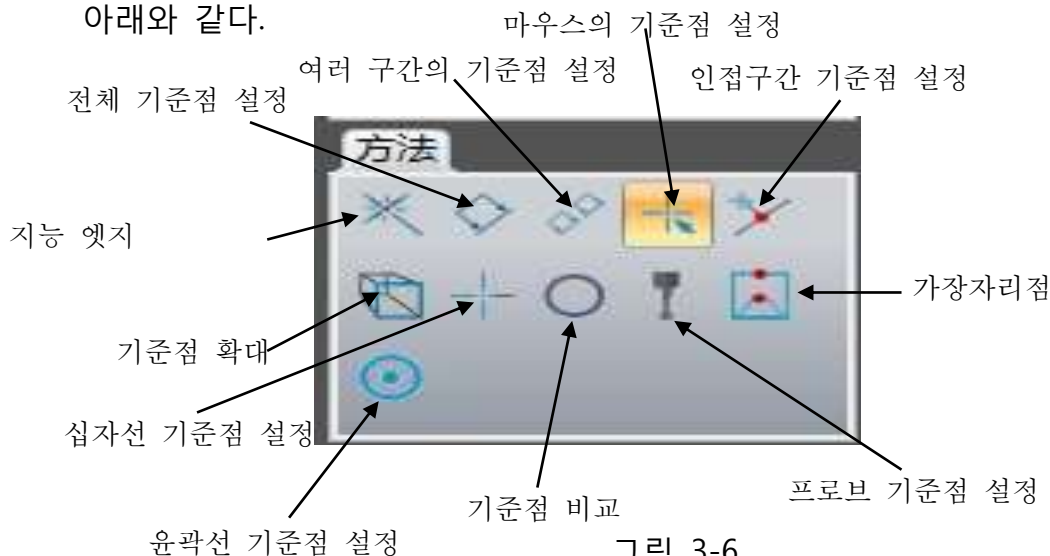 아래와 같다.
마우스의 기준점 설정
여러 구간의 기준점 설정
인접구간 기준점 설정
전체 기준점 설정
方法
지능 엣지
가장자리점
기준점 확대
십자선 기준점 설정
프로브 기준점 설정
기준점 비교
윤곽선 기준점 설정
그림 3-6